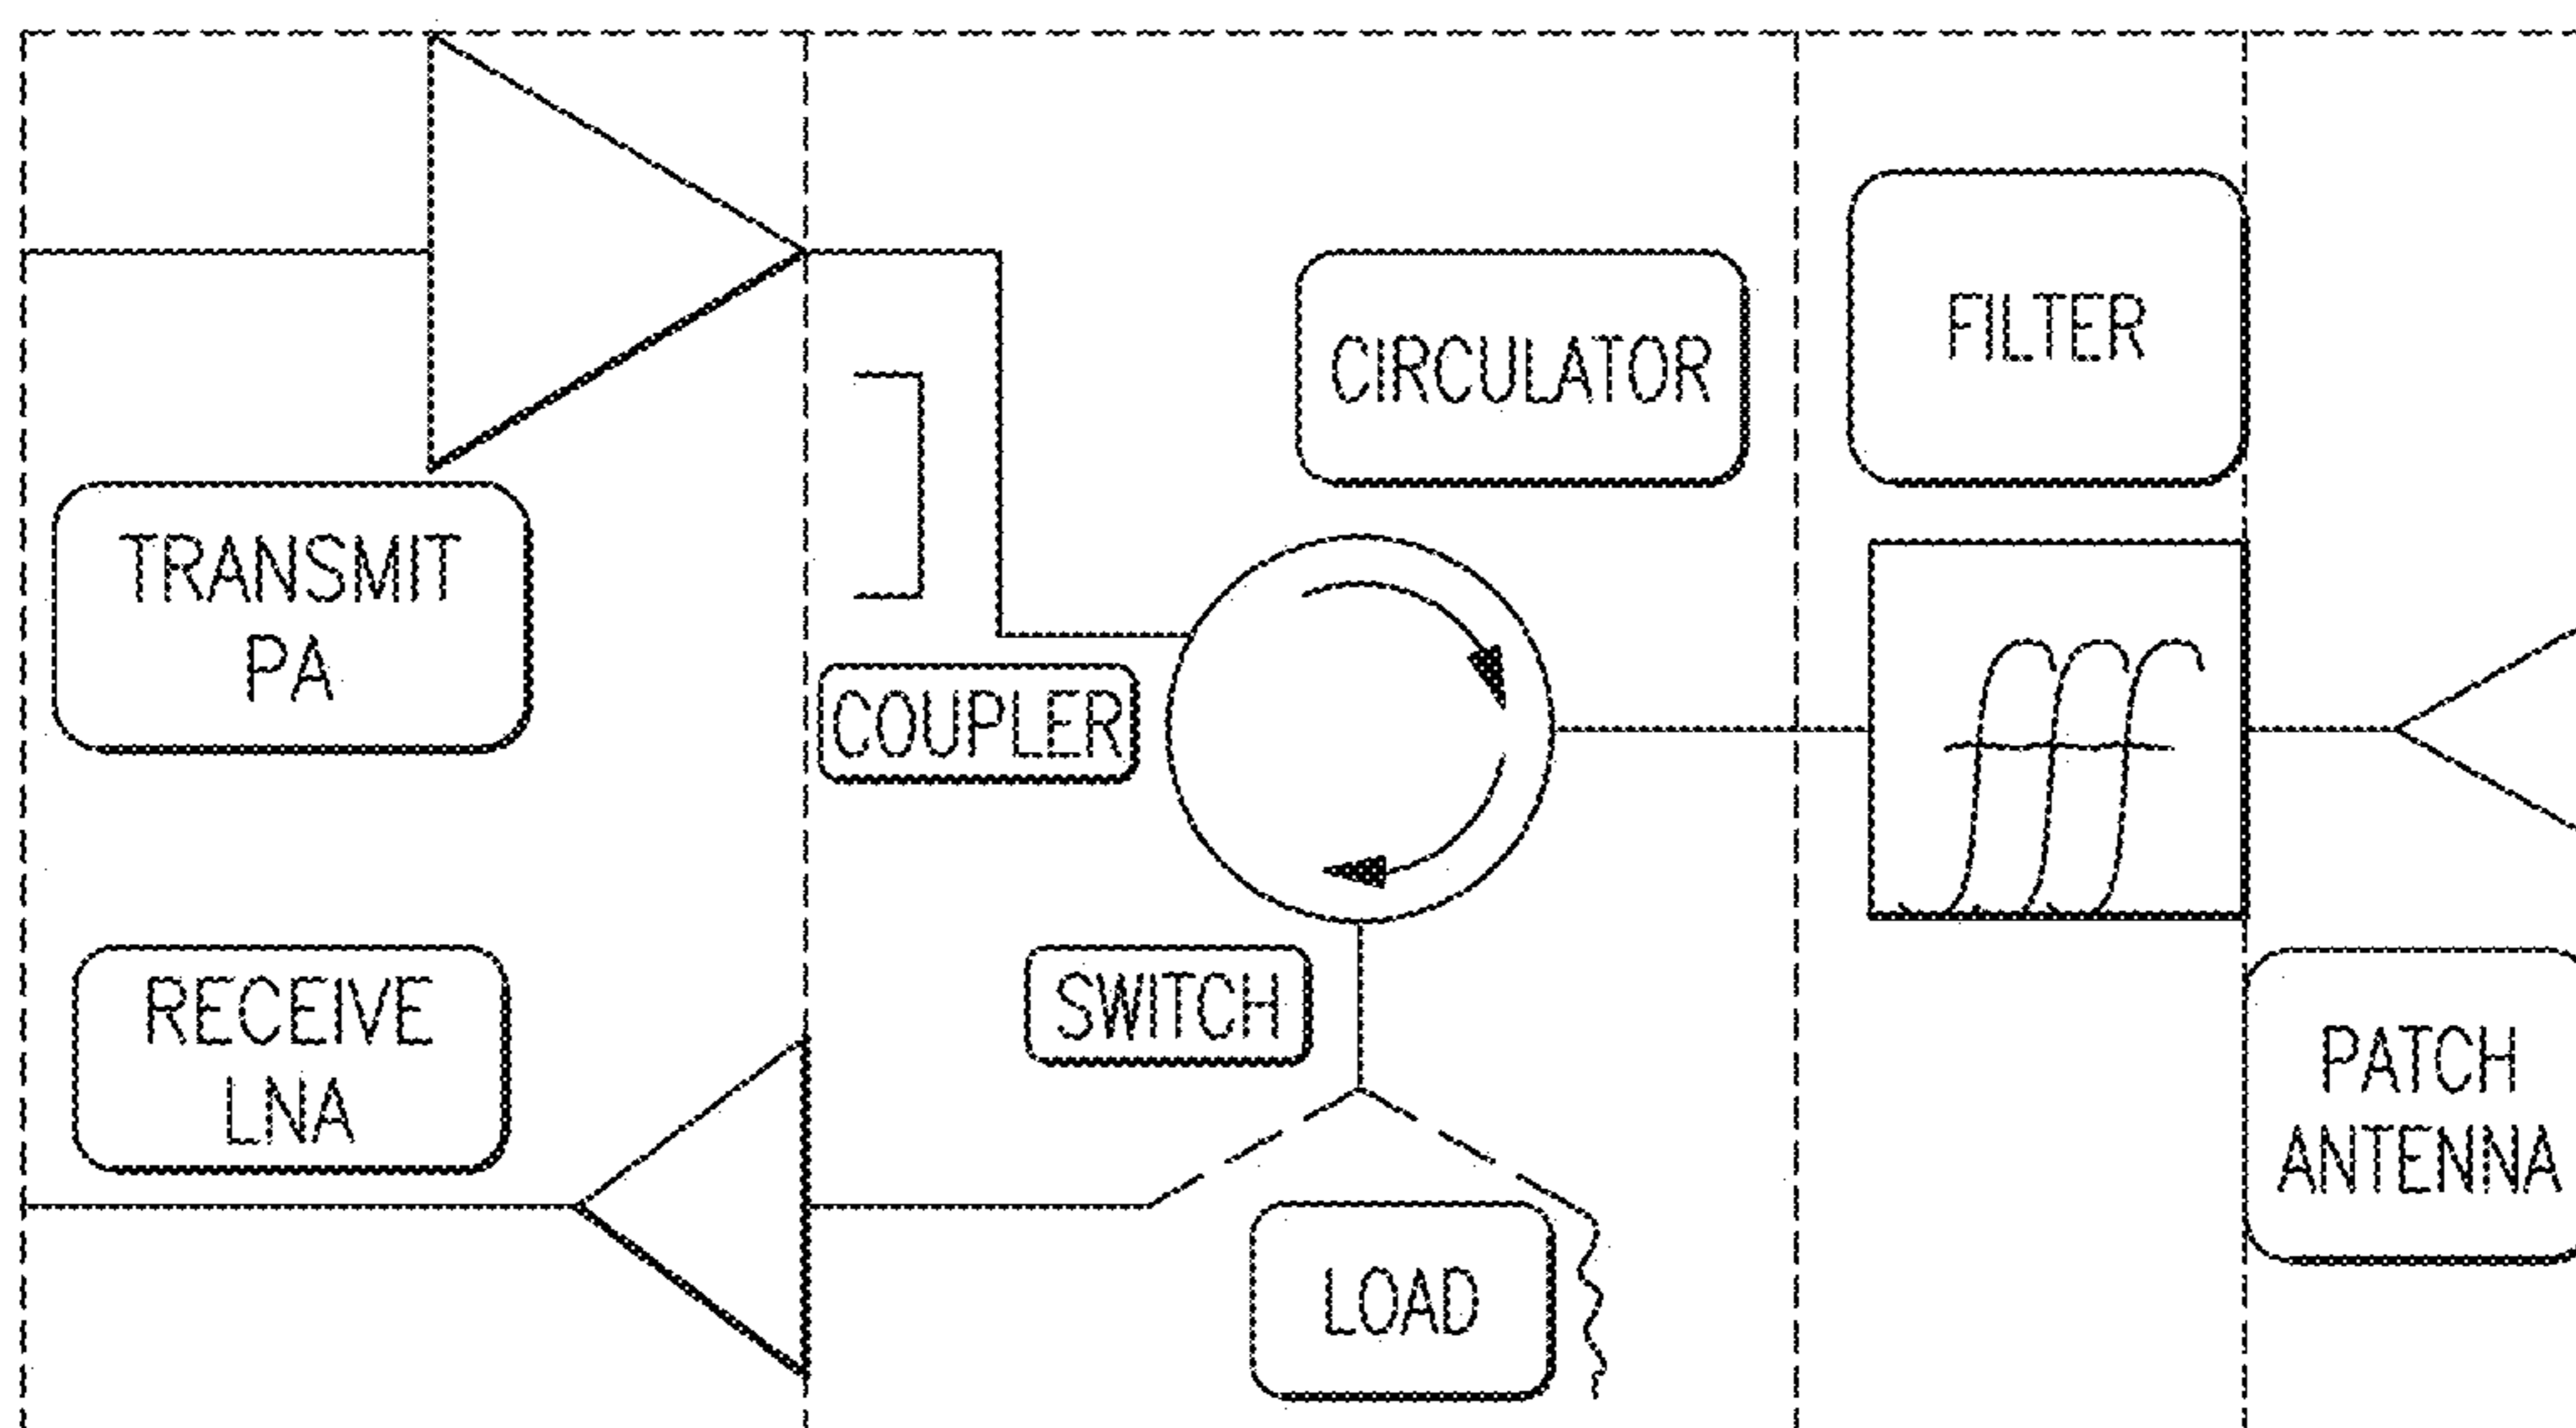 CIRCULATOR
FILTER
TRANSMIT
PA
COUPLER
RECEIVE
LNA
SWITCH
LOAD
PATCH
ANTENNA